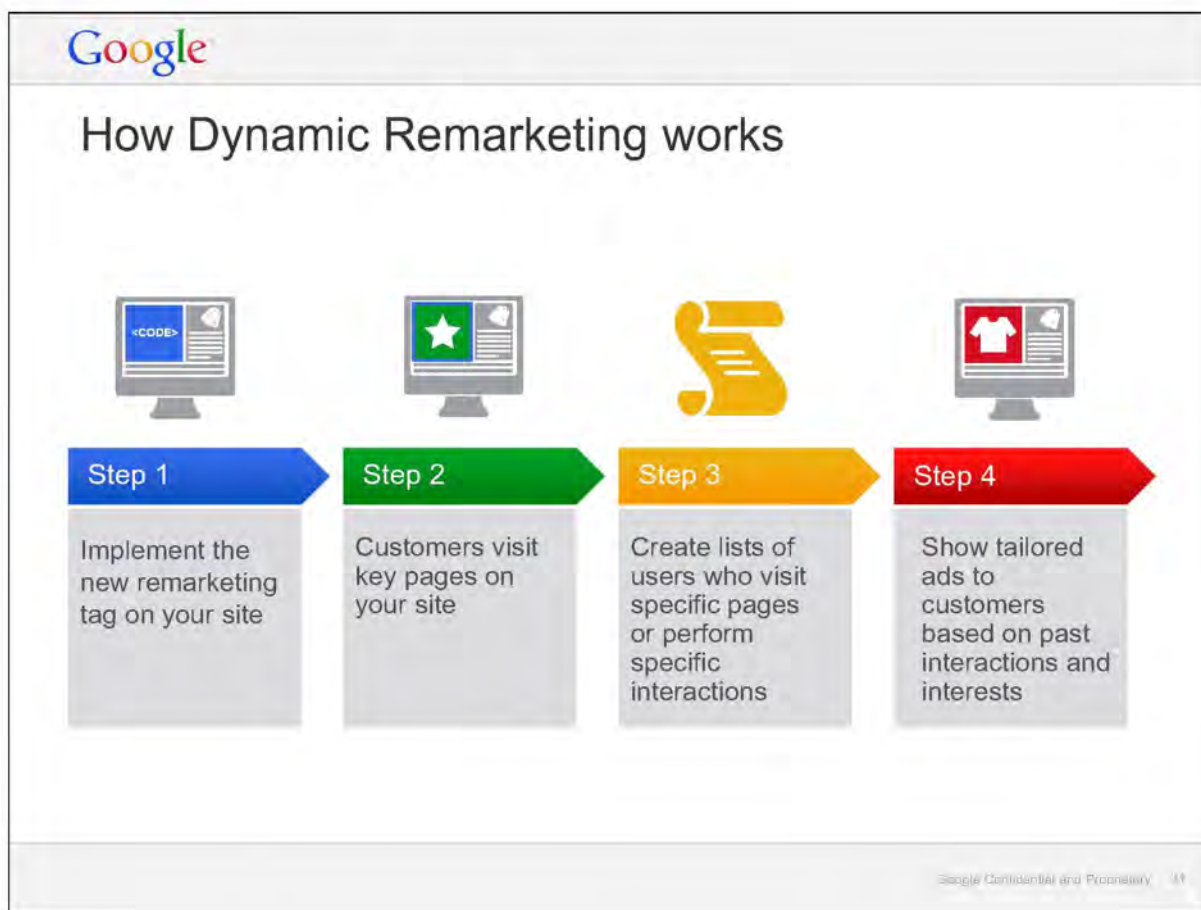 Google
How Dynamic Remarketing works
<CODE>
Step 1
Implement the
new remarketing
tag on your site
Step 2
Customers visit
key pages on
your site
Step 3
Create lists of
users who visit
specific pages
or perform
specific
interactions
Step 4
Show tailored
ads to
customers
based on past
interactions and
interests
Google Confidential and Proprietary